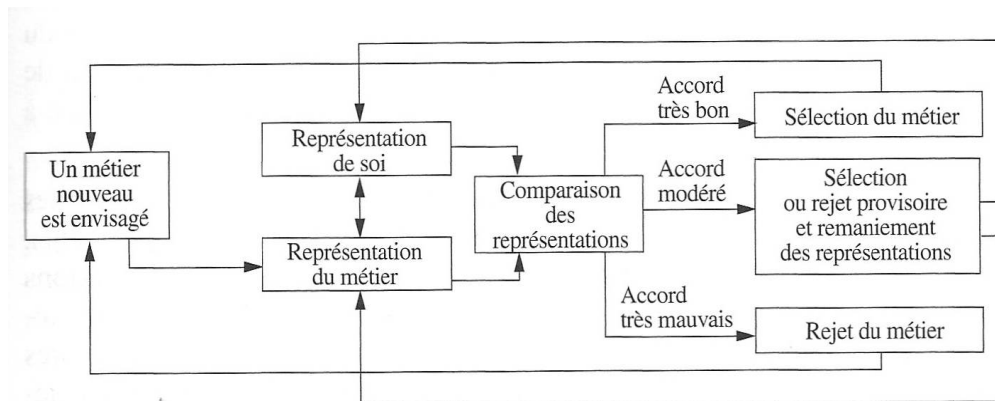 Un métier
nouveau
est envisagé
Représentation
de soi
Représentation
du métier
Comparaison
des
représentations
Accord
très bon
Sélection du métier
Accord
modéré
Sélection
ou rejet provisoire
et remaniement
des représentations
Accord
très mauvais
Rejet du métier